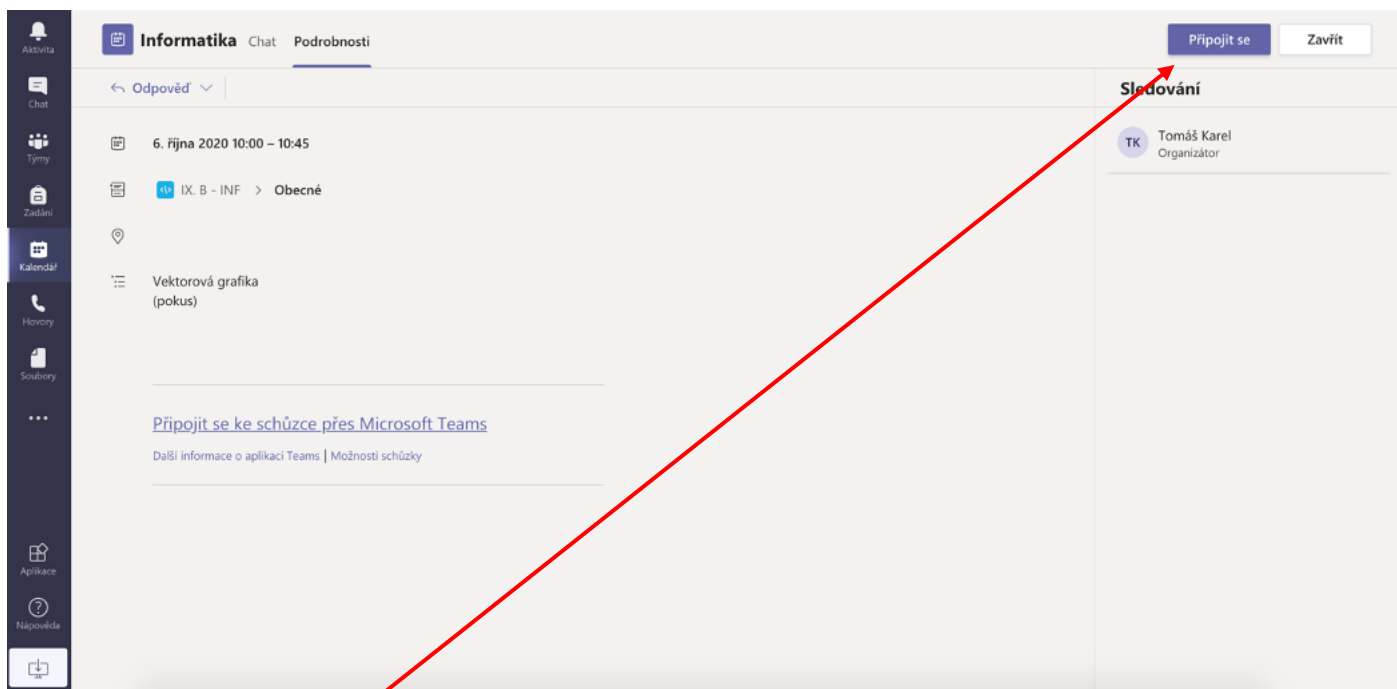 Aktivita
Chat
Týmy
Zadání
Kalendář
Hovory
Soubory
Aplikace
Nápověda
Informatika Chat Podrobnosti
Připojit se Zavřít
Odpověď
6. října 2020 10:00 – 10:45
IX. B - INF > Obecné
Vektorová grafika
(pokus)
Připojit se ke schůzce přes Microsoft Teams
Další informace o aplikaci Teams | Možnosti schůzky
Sledování
TK Tomáš Karel
Organizátor